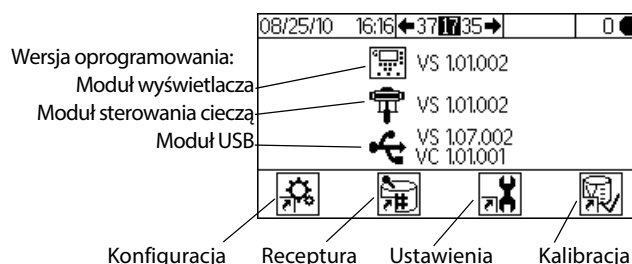 08/25/10 16:16 37 17 35 0
Wersja oprogramowania:
Moduł wyświetlacza VS 1.01.002
Moduł sterowania cieczą VS 1.01.002
Moduł USB VS 1.07.002
VC 1.01.001
Konfiguracja Receptura Ustawienia Kalibracja